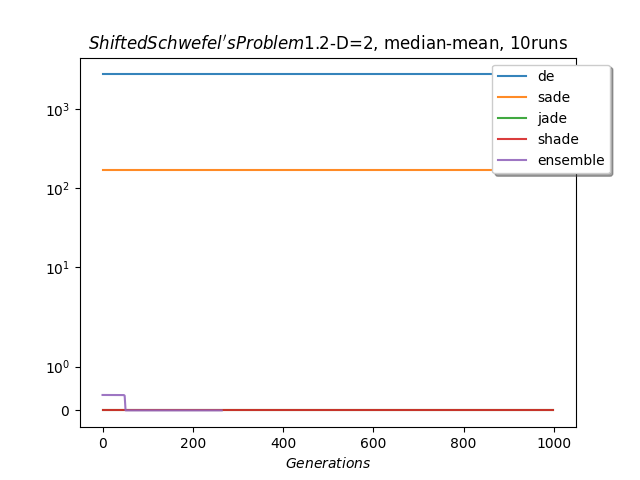 ShiftedSchwefel'sProblem1.2-D=2, median-mean, 10runs
de
sade
jade
shade
ensemble
10³
10²
10¹
10⁰
0
0 200 400 600 800 1000
Generations